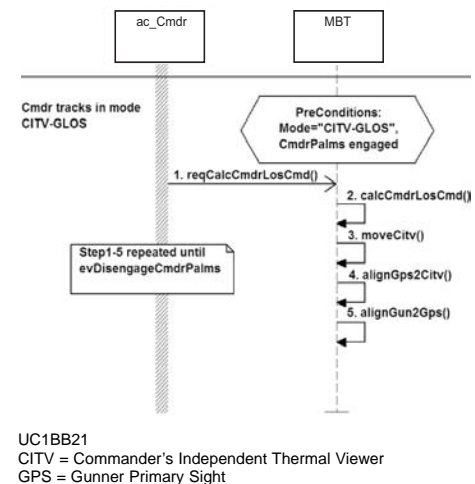 ac_Cmdr
MBT
Cmdr tracks in mode
CITV-GLOS
PreConditions:
Mode="CITV-GLOS",
CmdrPalms engaged
1. reqCalcCmdrLosCmd()
2. calcCmdrLosCmd()
3. moveCitv()
Step1-5 repeated until
evDisengageCmdrPalms
4. alignGps2Citv()
5. alignGun2Gps()
UC1BB21
CITV = Commander's Independent Thermal Viewer
GPS = Gunner Primary Sight